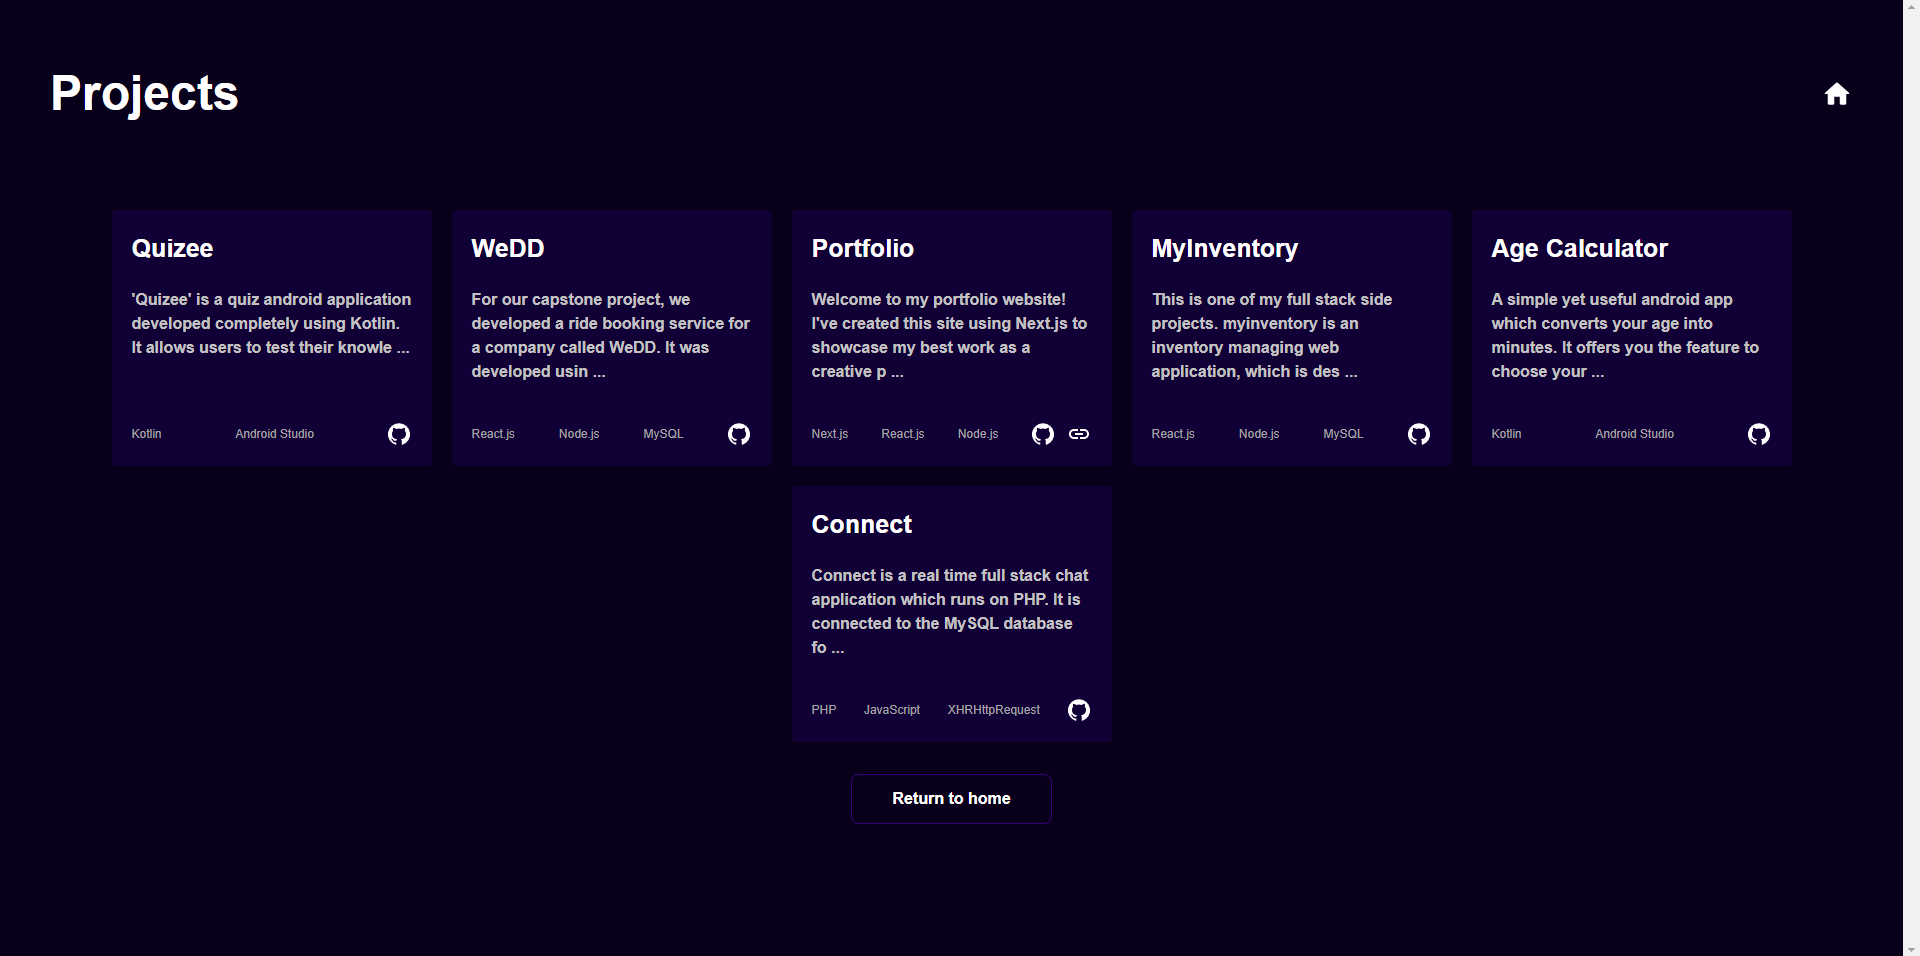 Projects
Quizee
'Quizee' is a quiz android application
developed completely using Kotlin.
It allows users to test their knowle ...
Kotlin Android Studio
WeDD
For our capstone project, we
developed a ride booking service for
a company called WeDD. It was
developed usin ...
React.js Node.js MySQL
Portfolio
Welcome to my portfolio website!
I've created this site using Next.js to
showcase my best work as a
creative p ...
Next.js React.js Node.js
MyInventory
This is one of my full stack side
projects. myinventory is an
inventory managing web
application, which is des ...
React.js Node.js MySQL
Age Calculator
A simple yet useful android app
which converts your age into
minutes. It offers you the feature to
choose your ...
Kotlin Android Studio
Connect
Connect is a real time full stack chat
application which runs on PHP. It is
connected to the MySQL database
fo ...
PHP JavaScript XHRHttpRequest
Return to home